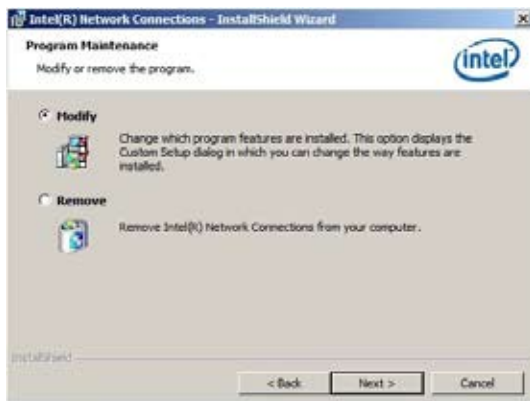 Intel(R) Network Connections - InstallShield Wizard
Program Maintenance
Modify or remove the program.
intel
Modify
Change which program features are installed. This option displays the
Custom Setup dialog in which you can change the way features are
installed.
Remove
Remove Intel(R) Network Connections from your computer.
InstallShield
< Back
Next >
Cancel